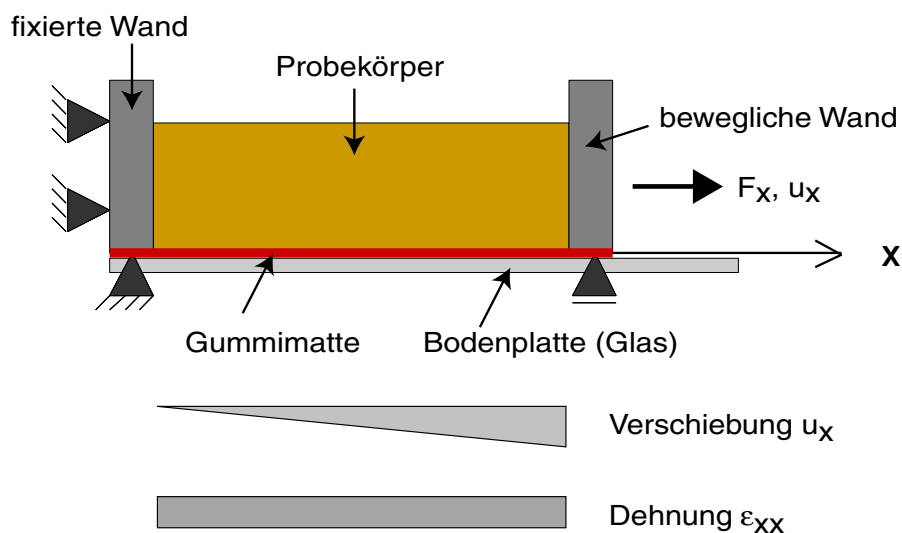 fixierte Wand
Probekörper
bewegliche Wand
Fx, ux
x
Gummimatte
Bodenplatte (Glas)
Verschiebung ux
Dehnung εxx